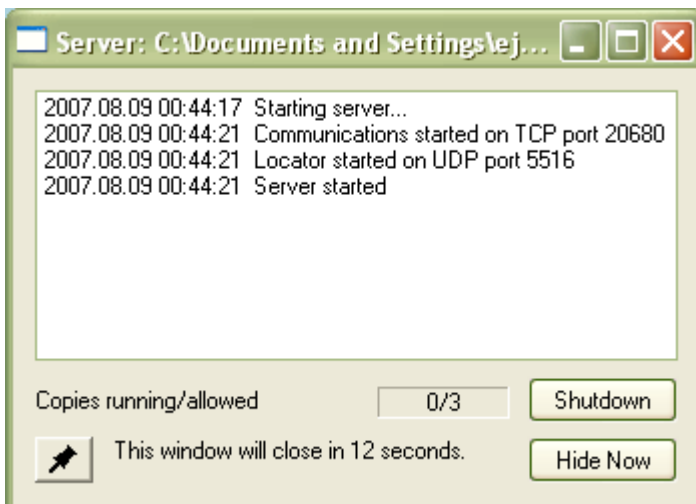 Server: C:\Documents and Settings\ej...
2007.08.09 00:44:17 Starting server...
2007.08.09 00:44:21 Communications started on TCP port 20680
2007.08.09 00:44:21 Locator started on UDP port 5516
2007.08.09 00:44:21 Server started
Copies running/allowed 0/3 Shutdown
This window will close in 12 seconds. Hide Now